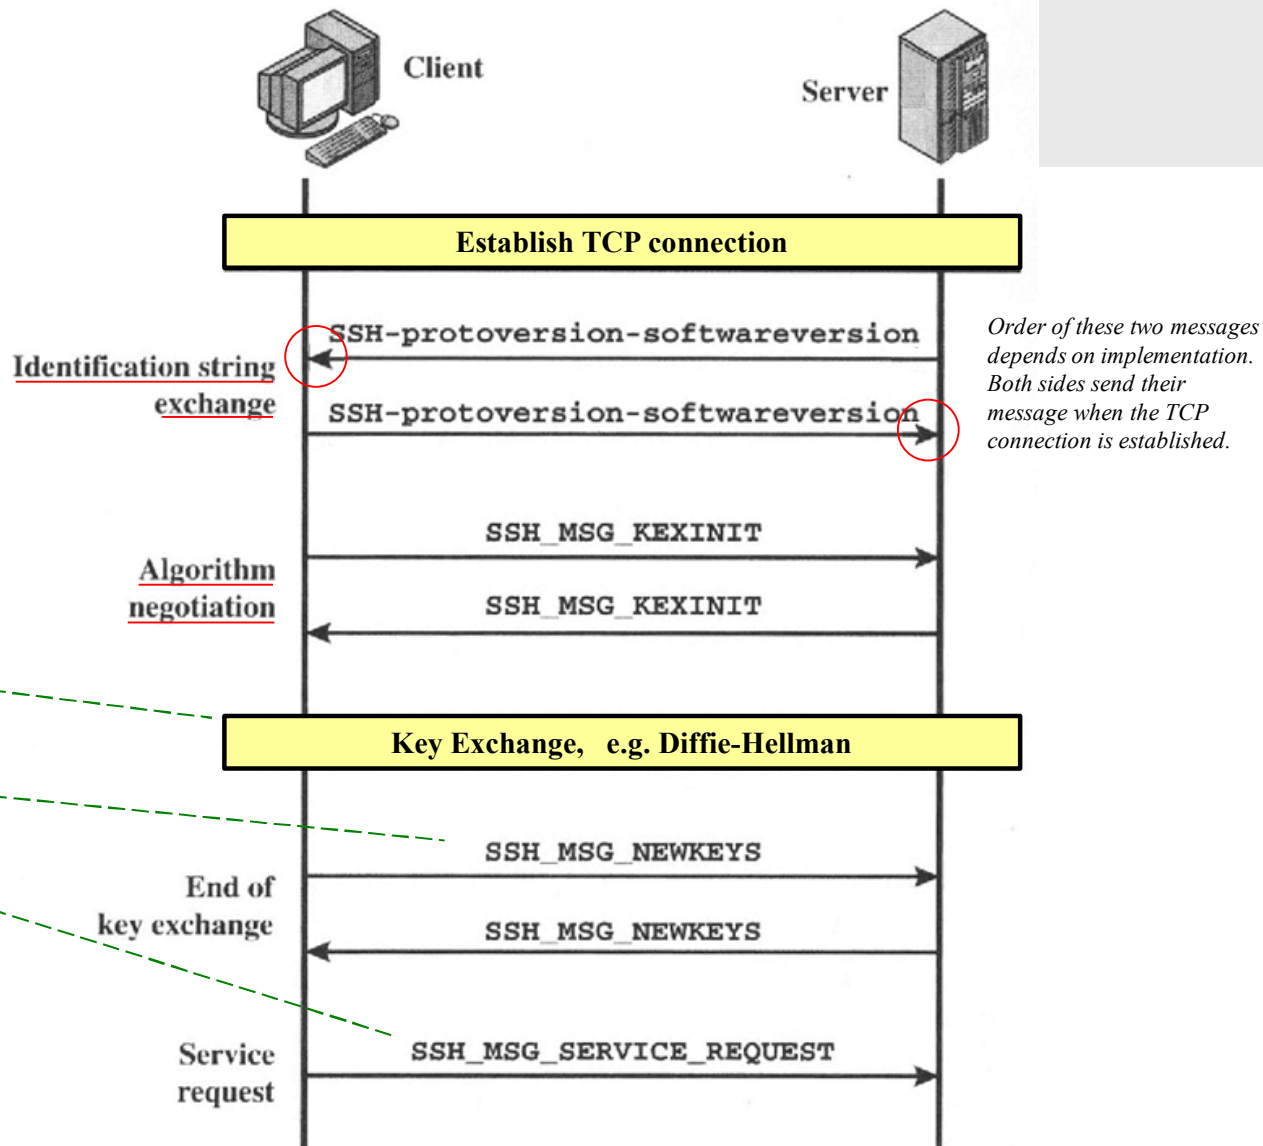 Client
Server
Establish TCP connection
SSH-protoversion-softwareversion
Identification string
exchange
SSH-protoversion-softwareversion
Order of these two messages
depends on implementation.
Both sides send their
message when the TCP
connection is established.
SSH_MSG_KEXINIT
Algorithm
negotiation
SSH_MSG_KEXINIT
Key Exchange, e.g. Diffie-Hellman
SSH_MSG_NEWKEYS
End of
key exchange
SSH_MSG_NEWKEYS
SSH_MSG_SERVICE_REQUEST
Service
request